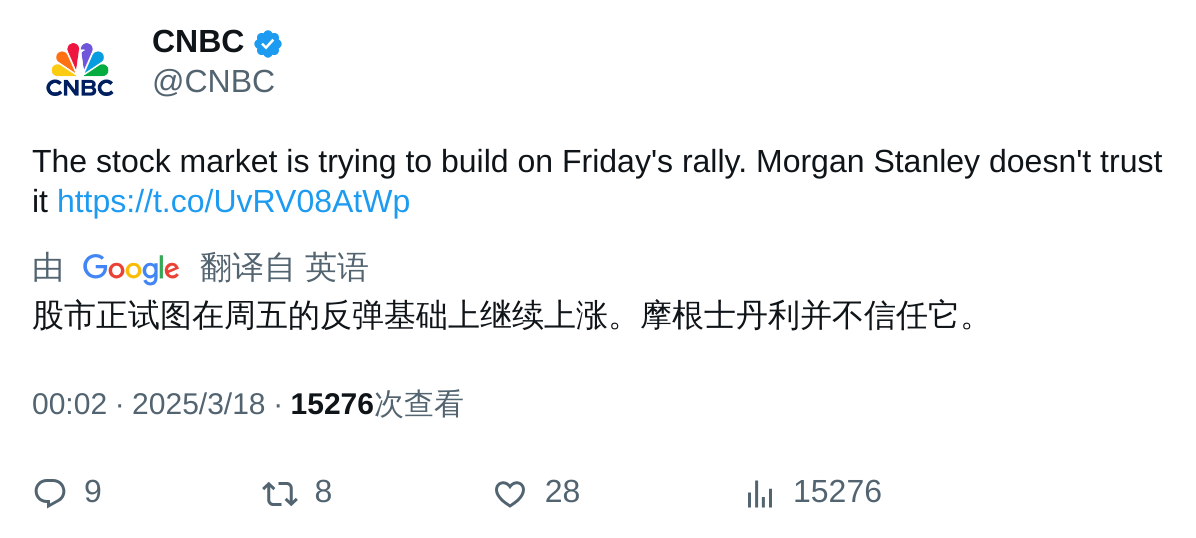 CNBC
CNBC
@CNBC
The stock market is trying to build on Friday's rally. Morgan Stanley doesn't trust
it https://t.co/UvRV08AtWp
由 Google 翻译自 英语
股市正试图在周五的反弹基础上继续上涨。摩根士丹利并不信任它。
00:02 · 2025/3/18 · 15276次查看
9 8 28 15276